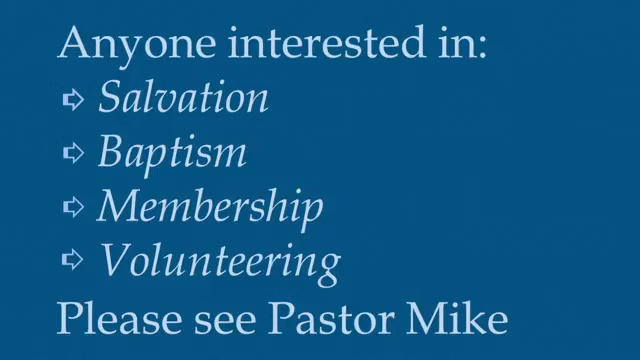 Anyone interested in:
Salvation
Baptism
Membership
Volunteering
Please see Pastor Mike